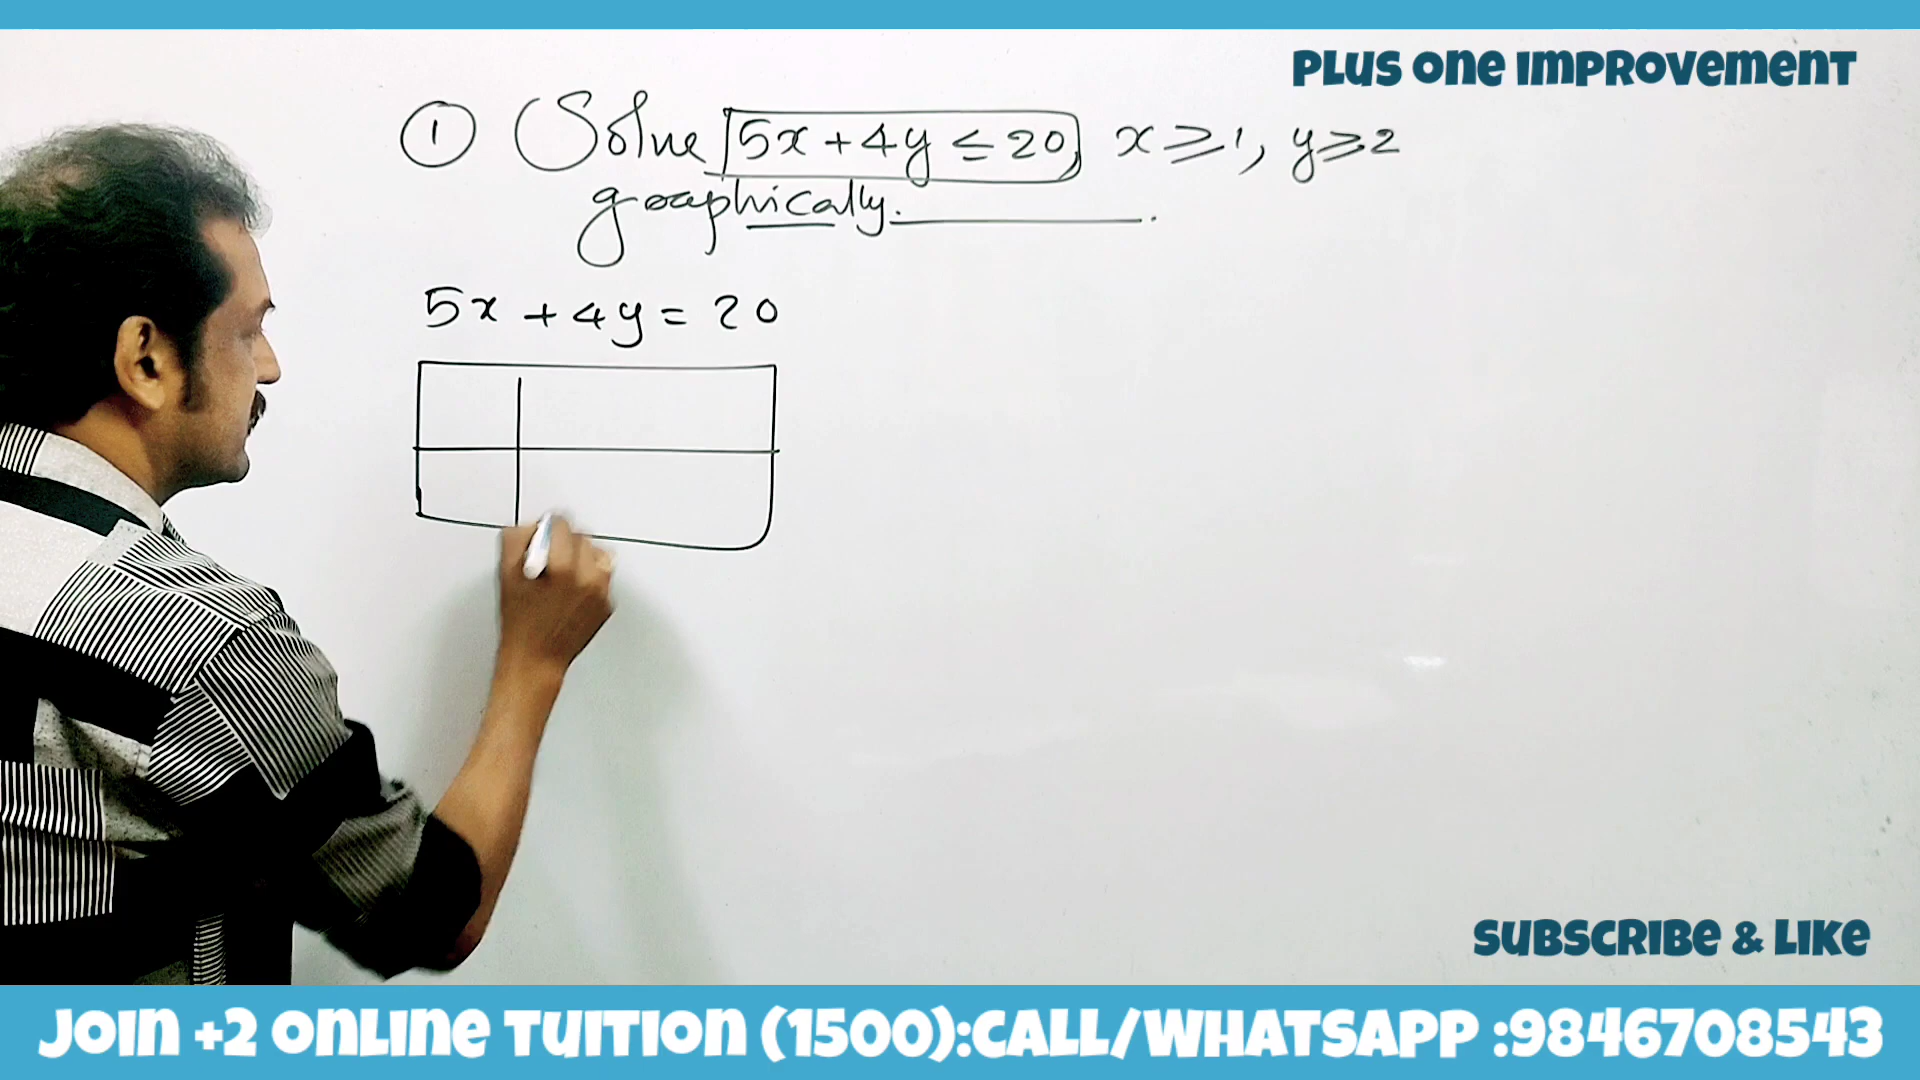 PLUS ONE IMPROVEMENT
① Solve 5x + 4y ≤ 20, x ≥ 1, y ≥ 2
graphically.
5x + 4y = 20
SUBSCRIBE & LIKE
JOIN +2 ONLINE TUITION (1500):CALL/WHATSAPP :9846708543